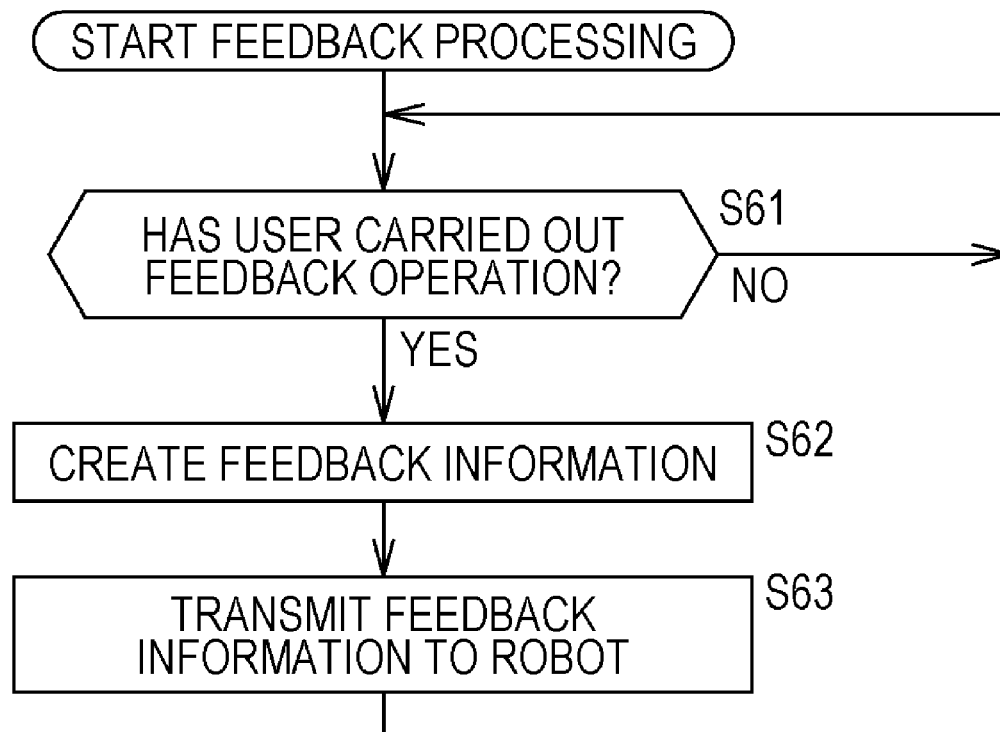 START FEEDBACK PROCESSING
HAS USER CARRIED OUT
FEEDBACK OPERATION?
S61
NO
YES
CREATE FEEDBACK INFORMATION
S62
TRANSMIT FEEDBACK
INFORMATION TO ROBOT
S63